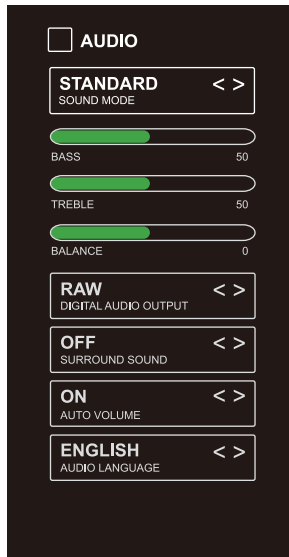 AUDIO
STANDARD < >
SOUND MODE
BASS 50
TREBLE 50
BALANCE 0
RAW < >
DIGITAL AUDIO OUTPUT
OFF < >
SURROUND SOUND
ON < >
AUTO VOLUME
ENGLISH < >
AUDIO LANGUAGE